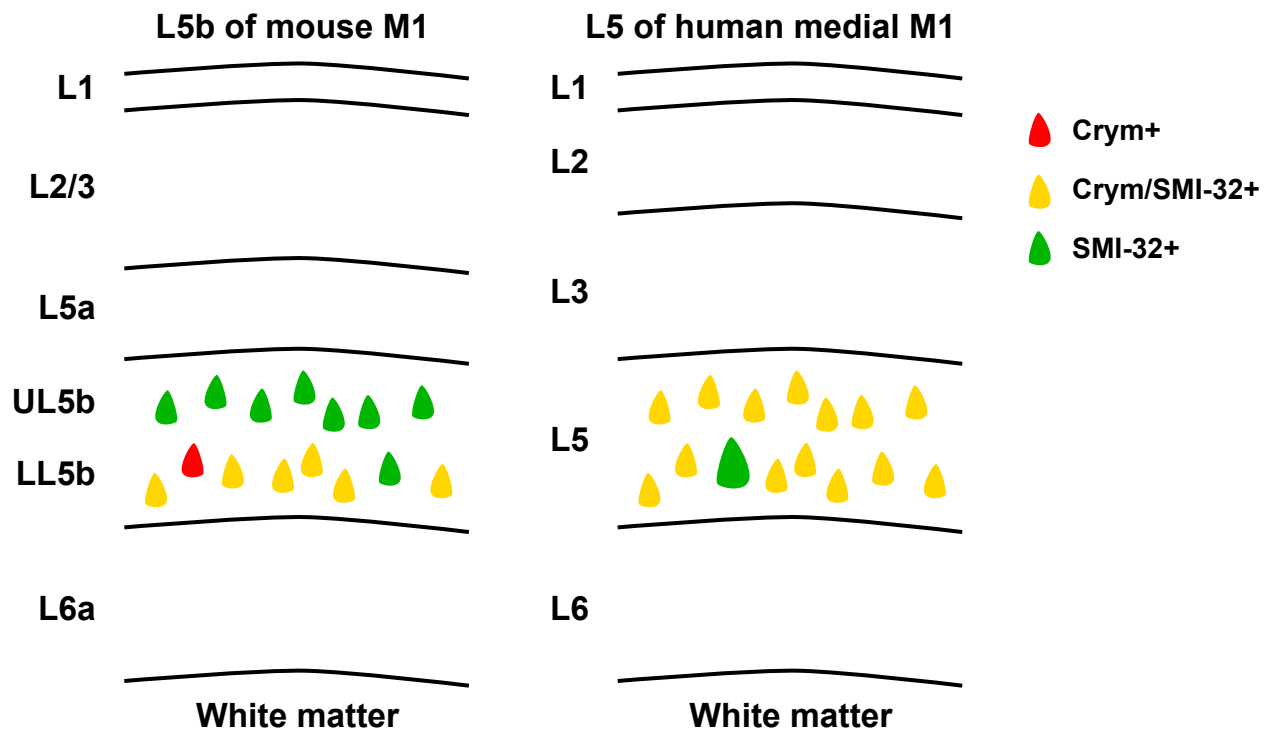 L5b of mouse M1
L1
L2/3
L5a
UL5b
LL5b
L6a
White matter
L5 of human medial M1
L1
L2
L3
L5
L6
White matter
Crym+
Crym/SMI-32+
SMI-32+